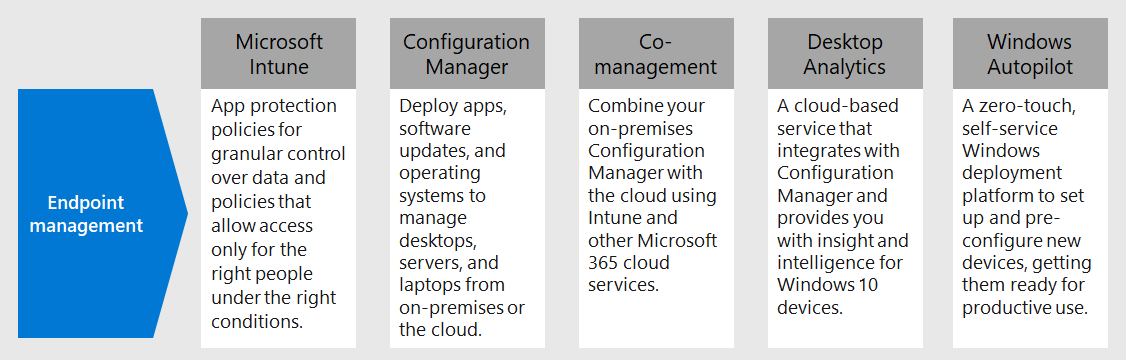 Endpoint
management
Microsoft
Intune
App protection
policies for
granular control
over data and
policies that
allow access
only for the
right people
under the right
conditions.
Configuration
Manager
Deploy apps,
software
updates, and
operating
systems to
manage
desktops,
servers, and
laptops from
on-premises or
the cloud.
Co-
management
Combine your
on-premises
Configuration
Manager with
the cloud using
Intune and
other Microsoft
365 cloud
services.
Desktop
Analytics
A cloud-based
service that
integrates with
Configuration
Manager and
provides you
with insight and
intelligence for
Windows 10
devices.
Windows
Autopilot
A zero-touch,
self-service
Windows
deployment
platform to set
up and pre-
configure new
devices, getting
them ready for
productive use.